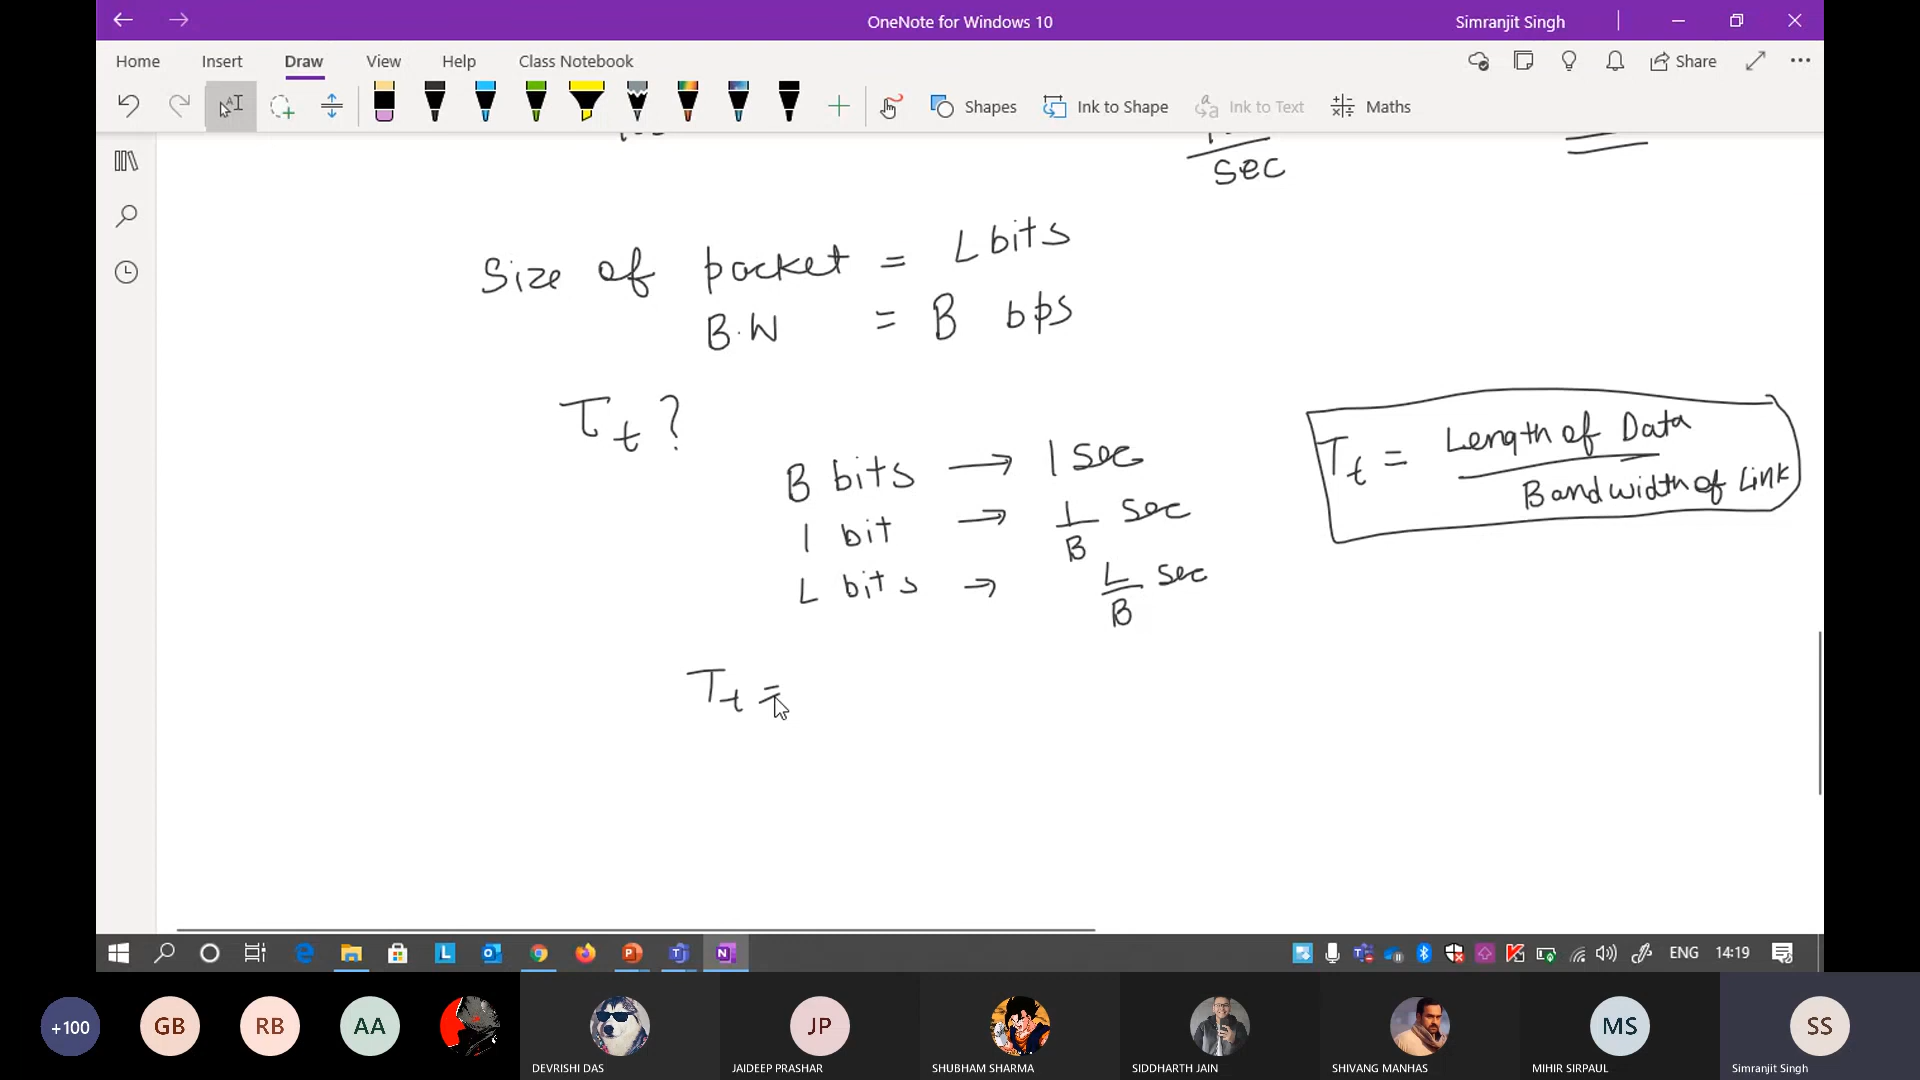 OneNote for Windows 10
Simranjit Singh
Home Insert Draw View Help Class Notebook
Share
Shapes
Ink to Shape
Ink to Text
Maths
sec
Size of packet = L bits
B.W = B bps
Tt ?
B bits → 1 sec
1 bit → 1/B sec
L bits → L/B sec
Tt = Length of Data / Bandwidth of Link
Tt =
ENG 14:19
+100 GB RB AA JP MS SS
DEVRISHI DAS JAIDEEP PRASHAR SHUBHAM SHARMA SIDDHARTH JAIN SHIVANG MANHAS MIHIR SIRPAUL Simranjit Singh